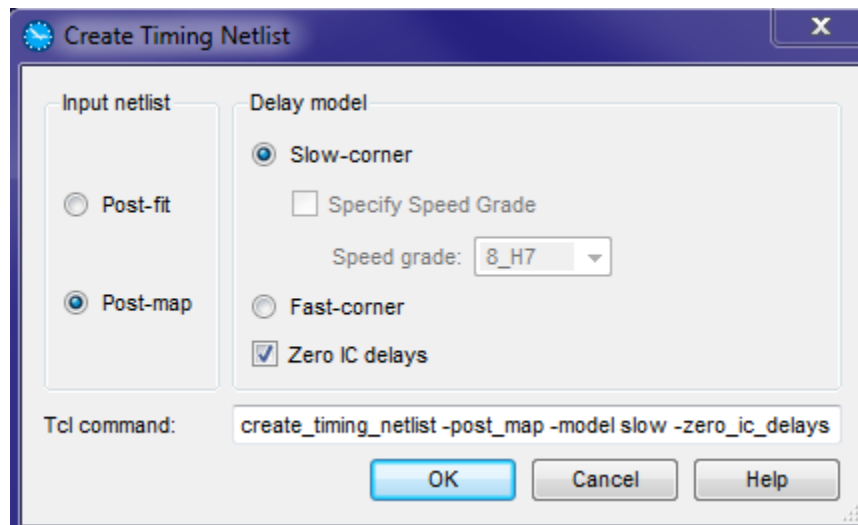 Create Timing Netlist
X
Input netlist
Delay model
Slow-corner
Specify Speed Grade
Post-fit
Speed grade: 8_H7
Post-map
Fast-corner
Zero IC delays
Tcl command: create_timing_netlist -post_map -model slow -zero_ic_delays
OK Cancel Help